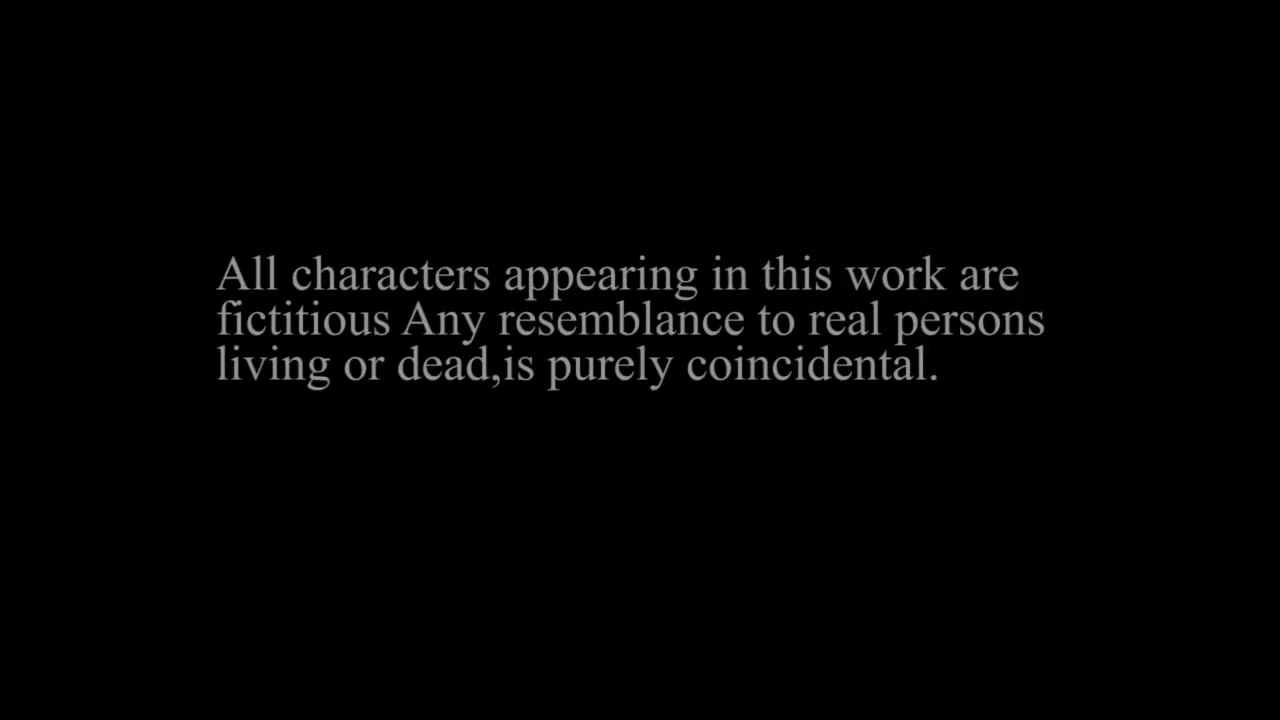 All characters appearing in this work are
fictitious Any resemblance to real persons
living or dead,is purely coincidental.